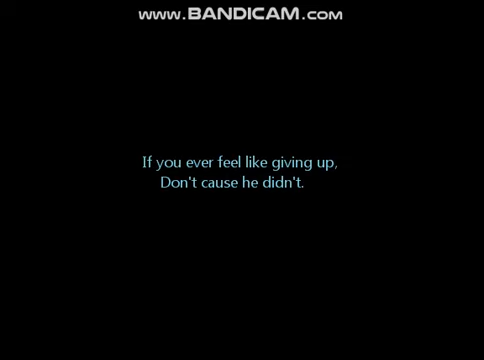 www.BANDICAM.com
If you ever feel like giving up,
Don't cause he didn't.